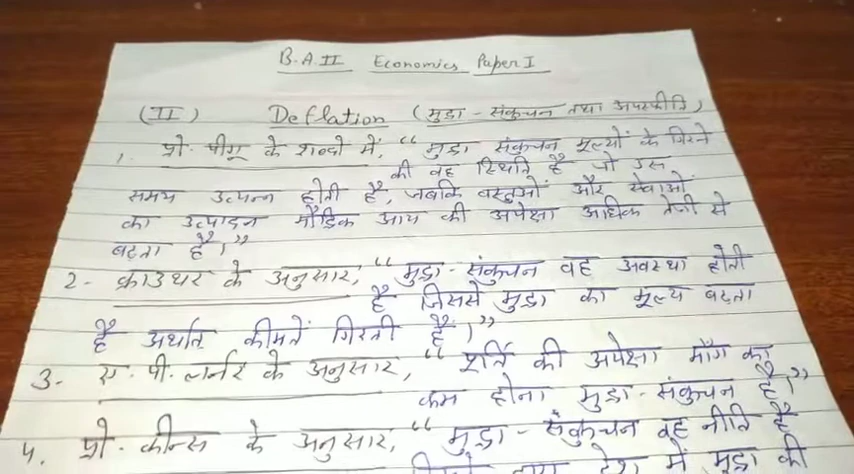 B.A II Economics Paper I
(II) Deflation (मुद्रा - संकुचन तथा अपस्फीति)
1. प्रो. पीगू के शब्दों में, “ मुद्रा संकुचन मूल्यों के गिरने
की वह स्थिति है जो उस
समय उत्पन्न होती है, जबकि वस्तुओं और सेवाओं
का उत्पादन मौद्रिक आय की अपेक्षा अधिक तेजी से
बढ़ता है।”
2- क्राउथर के अनुसार, “ मुद्रा - संकुचन वह अवस्था होती
है जिससे मुद्रा का मूल्य बढ़ता
है अर्थात् कीमतें गिरती हैं।”
3. ए. पी. लर्नर के अनुसार, “ पूर्ति की अपेक्षा माँग का
कम होना मुद्रा - संकुचन है।”
4. प्रो. कीन्स के अनुसार, “ मुद्रा - संकुचन वह नीति है
देश में मुद्रा की